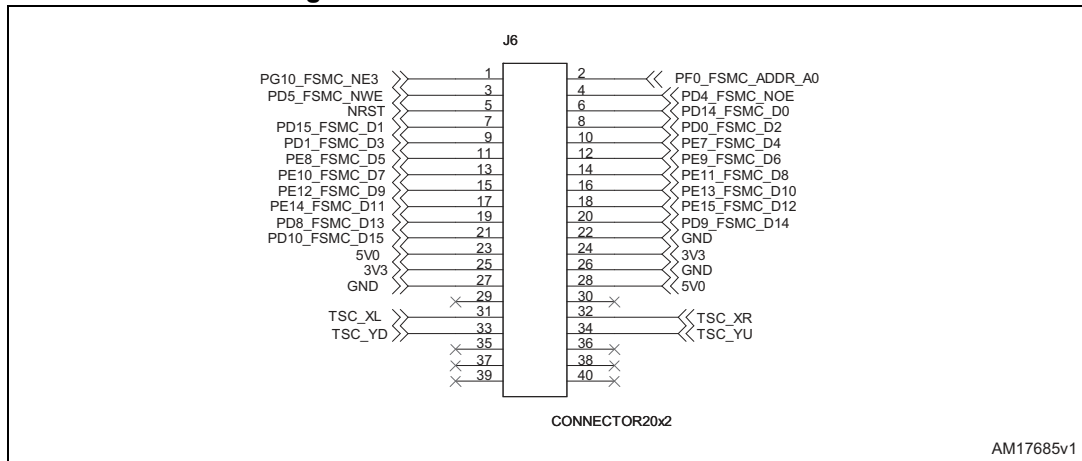 J6
PG10_FSMC_NE3 1 2 PF0_FSMC_ADDR_A0
PD5_FSMC_NWE 3 4 PD4_FSMC_NOE
NRST 5 6 PD14_FSMC_D0
PD15_FSMC_D1 7 8 PD0_FSMC_D2
PD1_FSMC_D3 9 10 PE7_FSMC_D4
PE8_FSMC_D5 11 12 PE9_FSMC_D6
PE10_FSMC_D7 13 14 PE11_FSMC_D8
PE12_FSMC_D9 15 16 PE13_FSMC_D10
PE14_FSMC_D11 17 18 PE15_FSMC_D12
PD8_FSMC_D13 19 20 PD9_FSMC_D14
PD10_FSMC_D15 21 22 GND
5V0 23 24 3V3
3V3 25 26 GND
GND 27 28 5V0
29 30
TSC_XL 31 32 TSC_XR
TSC_YD 33 34 TSC_YU
35 36
37 38
39 40
CONNECTOR20x2
AM17685v1